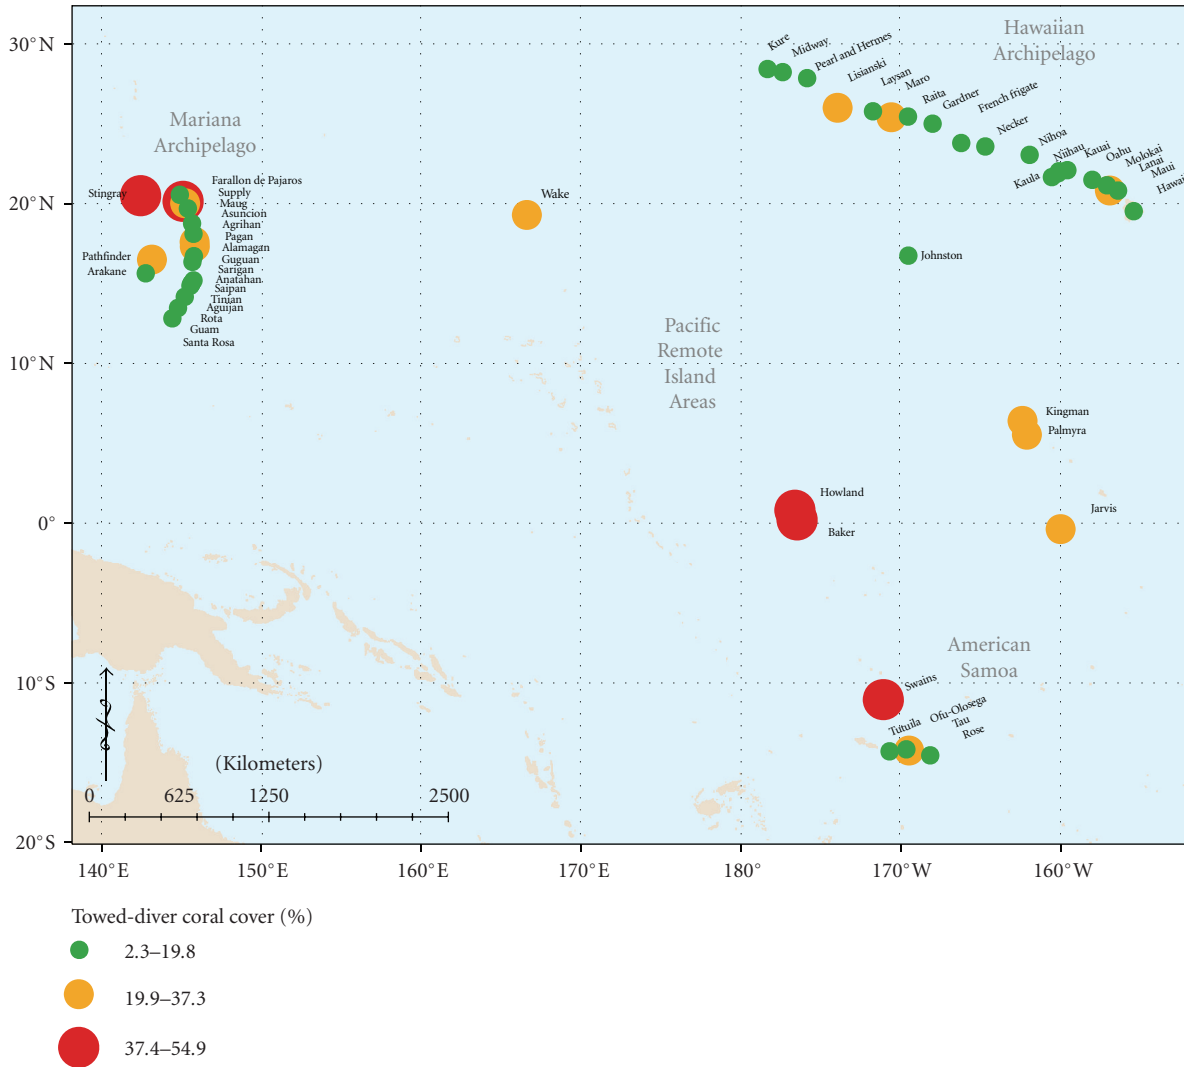 30°N
20°N
10°N
0°
10°S
20°S
Hawaiian
Archipelago
Kure
Midway
Pearl and Hermes
Lisianski
Laysan
Maro
Raita
Gardner
French frigate
Necker
Nihoa
Kaula
Niihau
Kauai
Oahu
Molokai
Lanai
Maui
Hawaii
Mariana
Archipelago
Stingray
Farallon de Pajaros
Supply
Maug
Asuncion
Agrihan
Pagan
Alamagan
Guguan
Sarigan
Anatahan
Saipan
Tinian
Aguijan
Rota
Guam
Santa Rosa
Pathfinder
Arakane
Wake
Johnston
Pacific
Remote
Island
Areas
Kingman
Palmyra
Howland
Baker
Jarvis
American
Samoa
Swains
Tutuila
Ofu-Olosega
Tau
Rose
(Kilometers)
0 625 1250 2500
140°E 150°E 160°E 170°E 180° 170°W 160°W
Towed-diver coral cover (%)
2.3–19.8
19.9–37.3
37.4–54.9